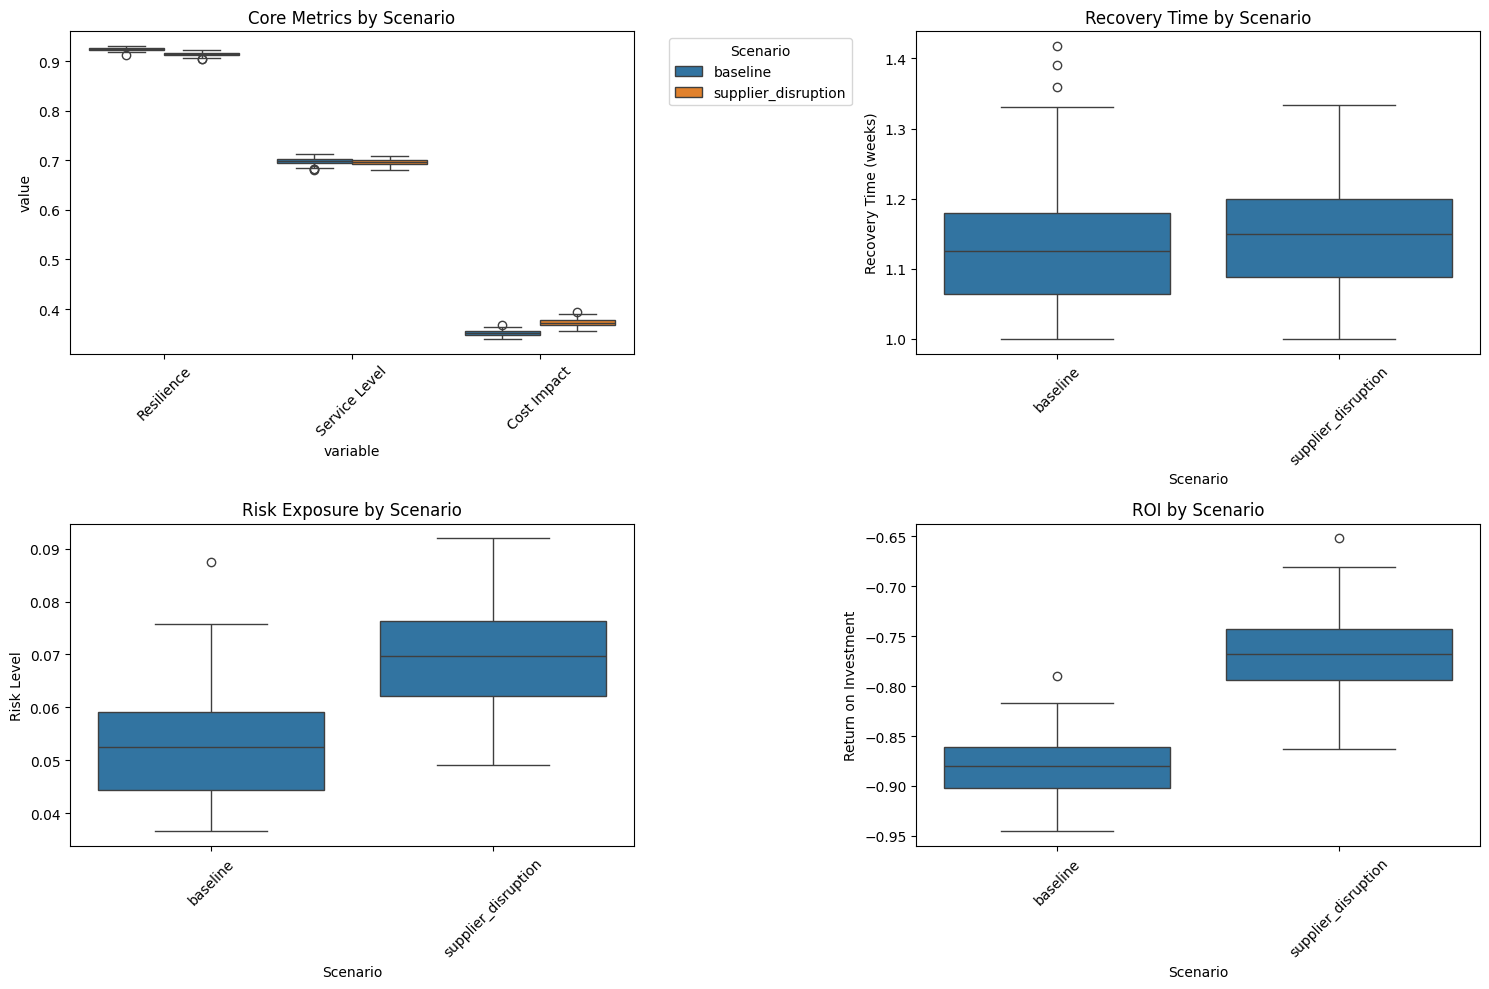 Core Metrics by Scenario
value
0.9
0.8
0.7
0.6
0.5
0.4
Resilience
Service Level
Cost Impact
variable
Scenario
baseline
supplier_disruption
Recovery Time by Scenario
Recovery Time (weeks)
1.4
1.3
1.2
1.1
1.0
baseline
supplier_disruption
Scenario
Risk Exposure by Scenario
Risk Level
0.09
0.08
0.07
0.06
0.05
0.04
baseline
supplier_disruption
Scenario
ROI by Scenario
Return on Investment
−0.65
−0.70
−0.75
−0.80
−0.85
−0.90
−0.95
baseline
supplier_disruption
Scenario